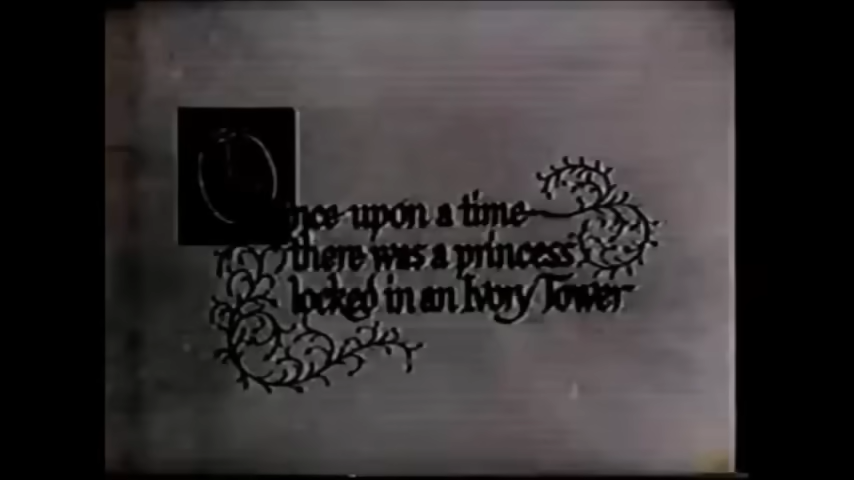 Once upon a time
there was a princess
locked in an Ivory Tower